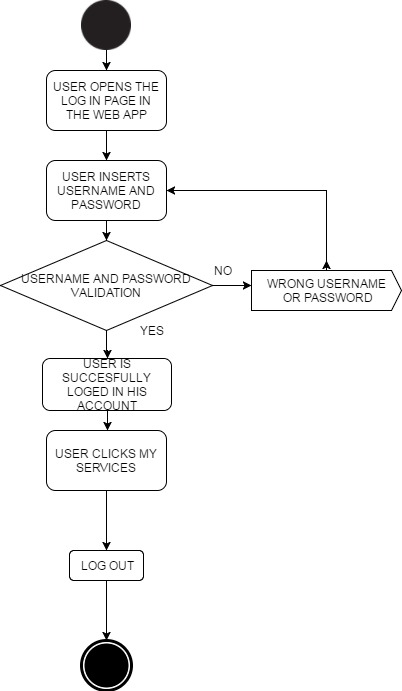 USER OPENS THE
LOG IN PAGE IN
THE WEB APP
USER INSERTS
USERNAME AND
PASSWORD
USERNAME AND PASSWORD
VALIDATION
NO
WRONG USERNAME
OR PASSWORD
YES
USER IS
SUCCESFULLY
LOGED IN HIS
ACCOUNT
USER CLICKS MY
SERVICES
LOG OUT